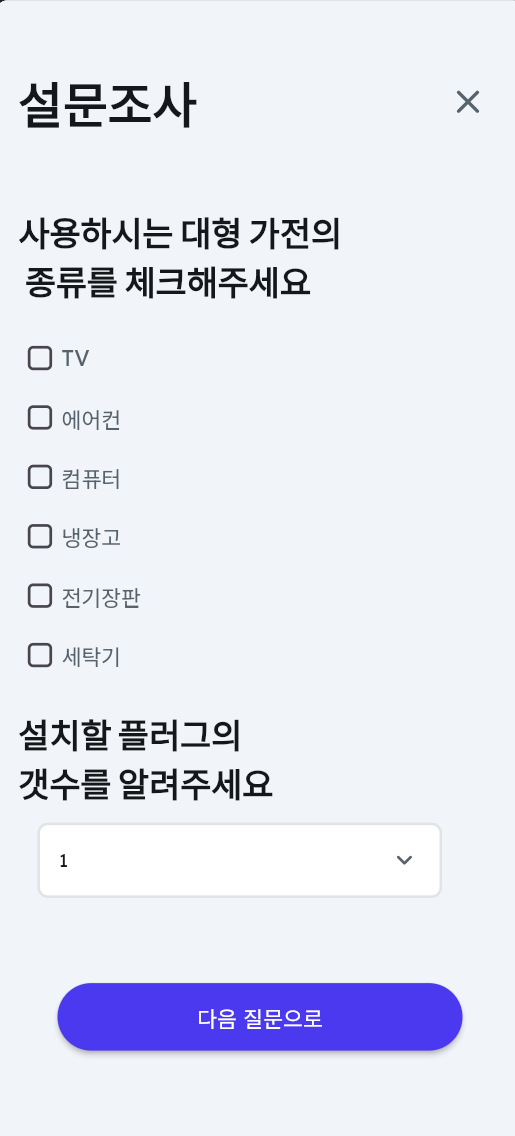 설문조사
사용하시는 대형 가전의
종류를 체크해주세요
TV
에어컨
컴퓨터
냉장고
전기장판
세탁기
설치할 플러그의
갯수를 알려주세요
1
다음 질문으로